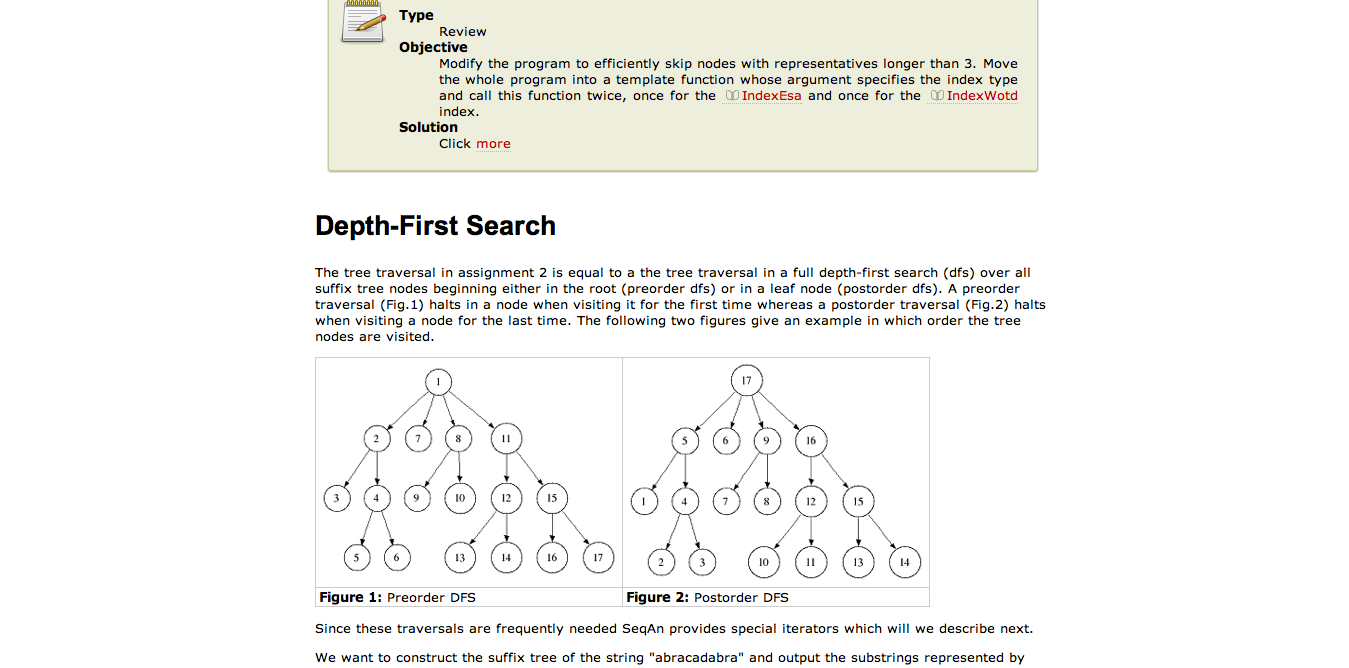 Type
Review
Objective
Modify the program to efficiently skip nodes with representatives longer than 3. Move
the whole program into a template function whose argument specifies the index type
and call this function twice, once for the IndexEsa and once for the IndexWotd
index.
Solution
Click more
Depth-First Search
The tree traversal in assignment 2 is equal to a the tree traversal in a full depth-first search (dfs) over all
suffix tree nodes beginning either in the root (preorder dfs) or in a leaf node (postorder dfs). A preorder
traversal (Fig.1) halts in a node when visiting it for the first time whereas a postorder traversal (Fig.2) halts
when visiting a node for the last time. The following two figures give an example in which order the tree
nodes are visited.
1
2 7 8 11
3 4 9 10 12 15
5 6 13 14 16 17
Figure 1: Preorder DFS
17
5 6 9 16
1 4 7 8 12 15
2 3 10 11 13 14
Figure 2: Postorder DFS
Since these traversals are frequently needed SeqAn provides special iterators which will we describe next.
We want to construct the suffix tree of the string "abracadabra" and output the substrings represented by